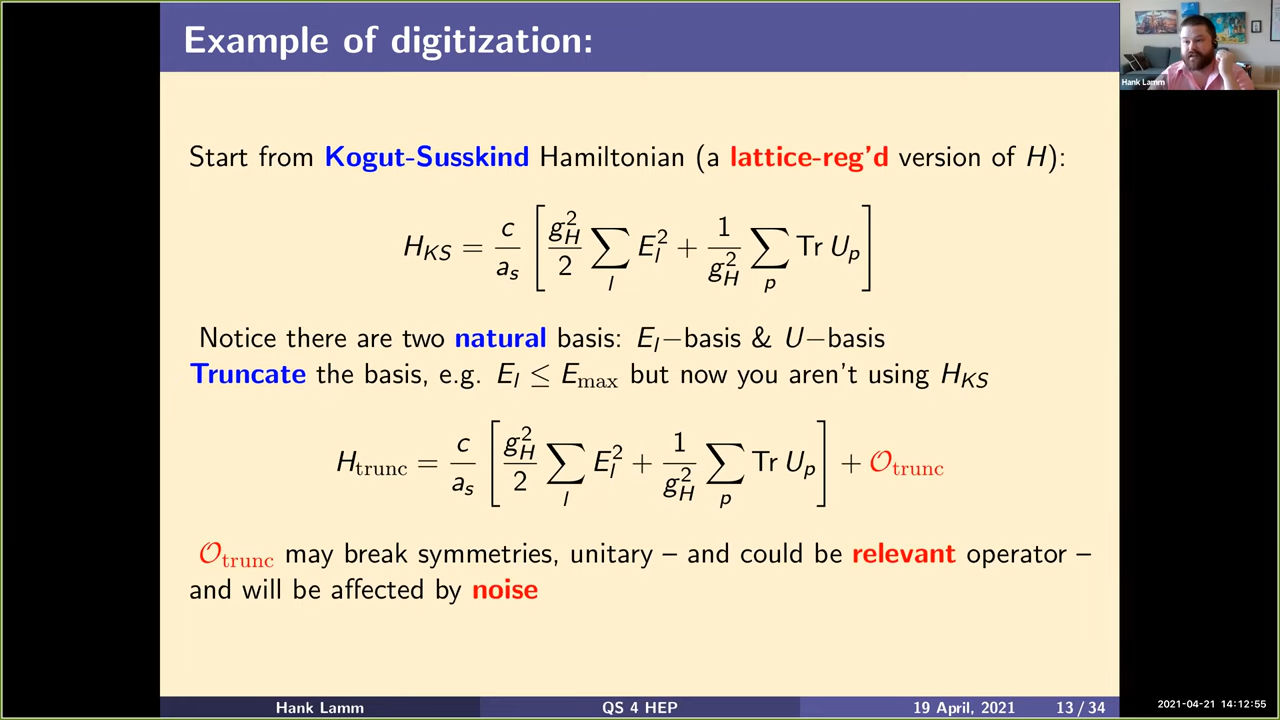 Example of digitization:
Hank Lamm
Start from Kogut-Susskind Hamiltonian (a lattice-reg'd version of H):
H_KS = c/a_s [ g_H^2/2 ∑_l E_l^2 + 1/g_H^2 ∑_p Tr U_p ]
Notice there are two natural basis: E_l−basis & U−basis
Truncate the basis, e.g. E_l ≤ E_max but now you aren't using H_KS
H_trunc = c/a_s [ g_H^2/2 ∑_l E_l^2 + 1/g_H^2 ∑_p Tr U_p ] + O_trunc
O_trunc may break symmetries, unitary – and could be relevant operator –
and will be affected by noise
Hank Lamm QS 4 HEP 19 April, 2021 13 / 34
2021-04-21 14:12:55